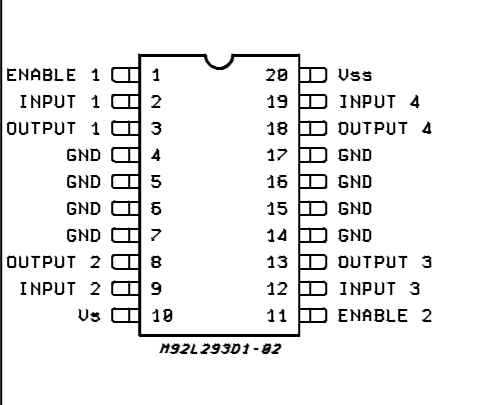 ENABLE 1 1 20 Vss
INPUT 1 2 19 INPUT 4
OUTPUT 1 3 18 OUTPUT 4
GND 4 17 GND
GND 5 16 GND
GND 6 15 GND
GND 7 14 GND
OUTPUT 2 8 13 OUTPUT 3
INPUT 2 9 12 INPUT 3
Vs 10 11 ENABLE 2
M92L293D1-02